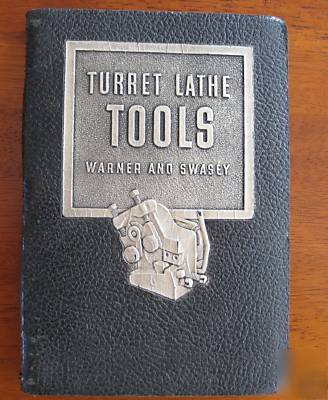 TURRET LATHE
TOOLS
WARNER AND SWASEY